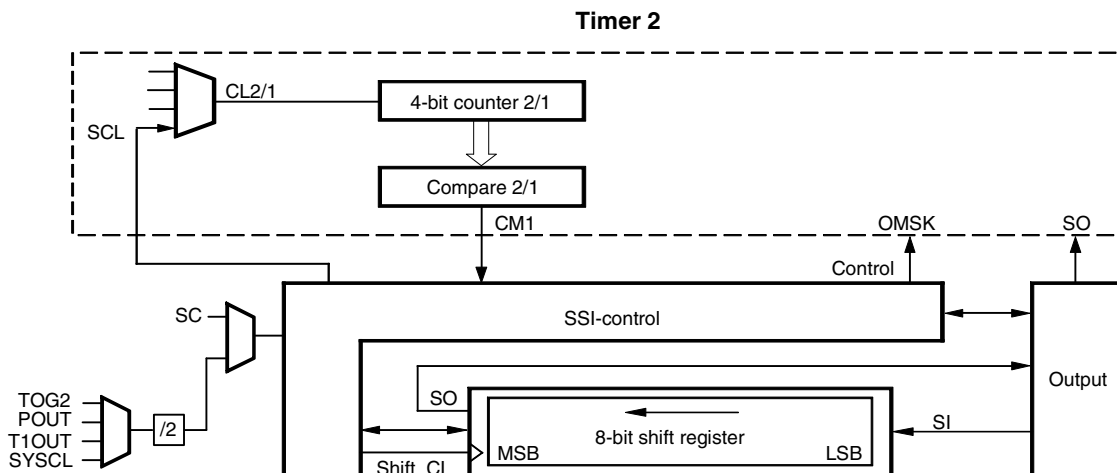 Timer 2
CL2/1
4-bit counter 2/1
SCL
Compare 2/1
CM1
OMSK
SO
Control
SC
SSI-control
TOG2
POUT
T1OUT
SYSCL
/2
SO
Output
SI
8-bit shift register
MSB
LSB
Shift_CL